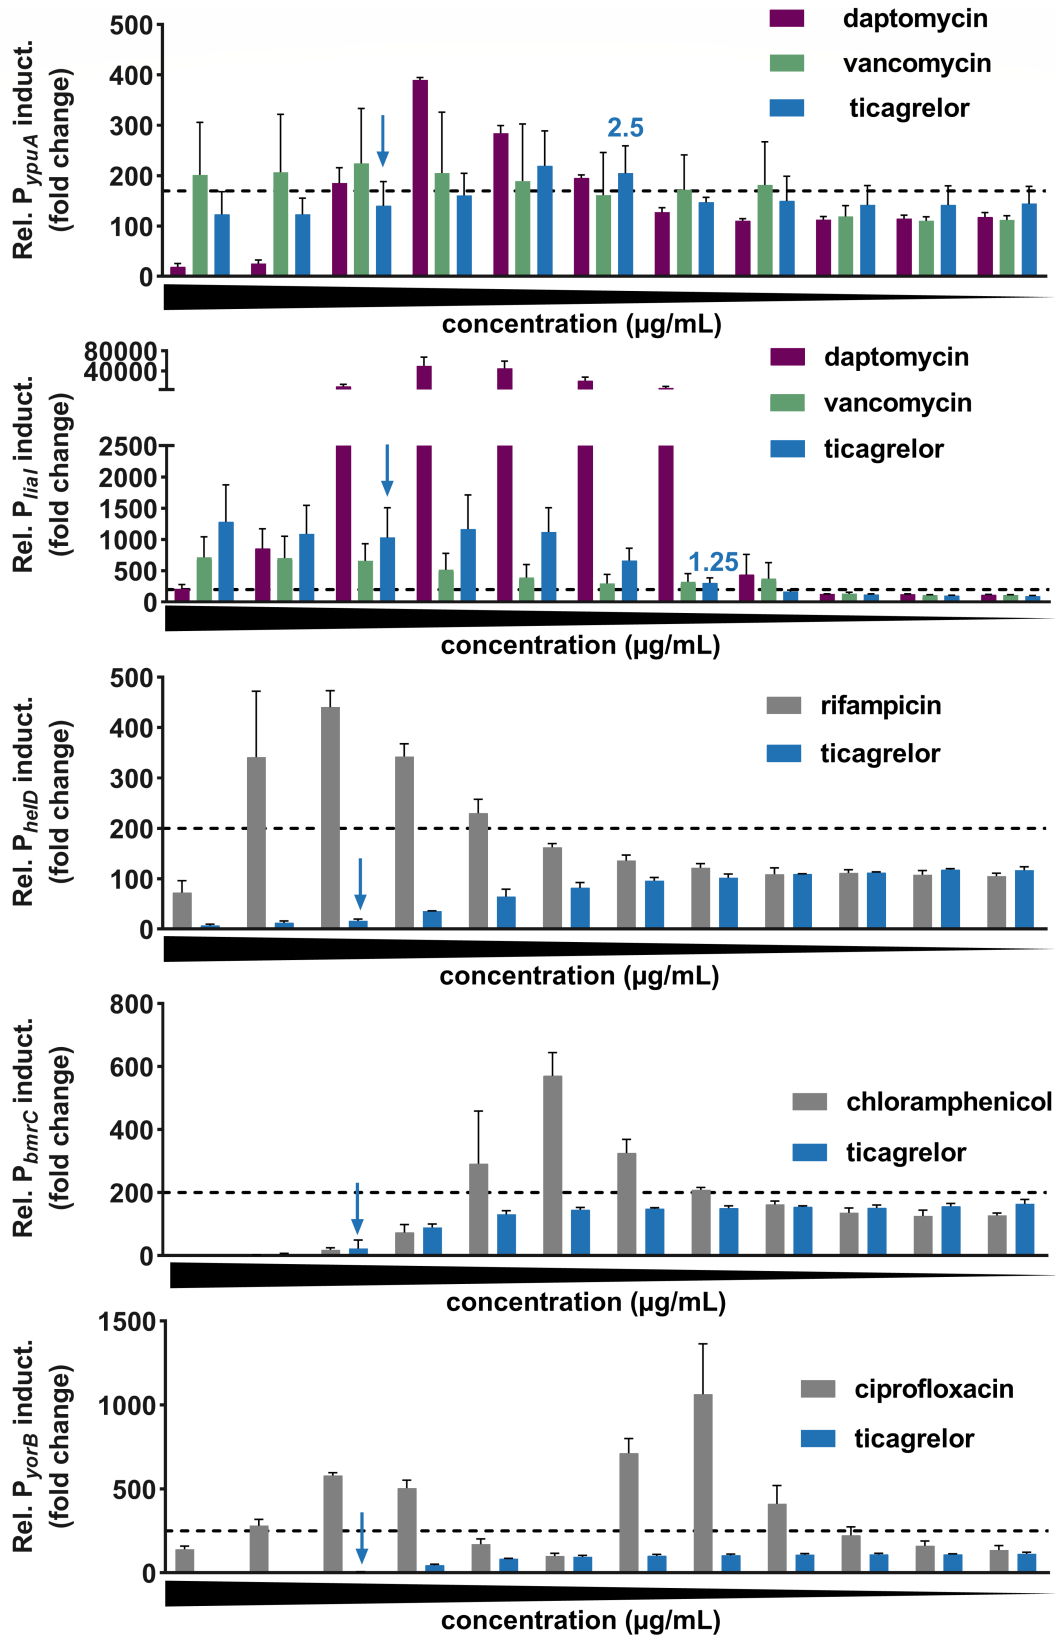 Rel. PypuA induct.
(fold change)
500
400
300
200
100
0
daptomycin
vancomycin
ticagrelor
2.5
concentration (µg/mL)
Rel. PliaI induct.
(fold change)
80000
40000
2500
2000
1500
1000
500
0
daptomycin
vancomycin
ticagrelor
1.25
concentration (µg/mL)
Rel. PhelD induct.
(fold change)
500
400
300
200
100
0
rifampicin
ticagrelor
concentration (µg/mL)
Rel. PbmrC induct.
(fold change)
800
600
400
200
0
chloramphenicol
ticagrelor
concentration (µg/mL)
Rel. PyorB induct.
(fold change)
1500
1000
500
0
ciprofloxacin
ticagrelor
concentration (µg/mL)